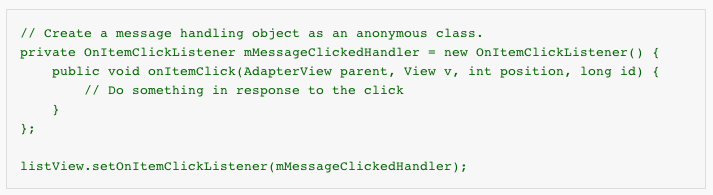 // Create a message handling object as an anonymous class.
private OnItemClickListener mMessageClickedHandler = new OnItemClickListener() {
    public void onItemClick(AdapterView parent, View v, int position, long id) {
        // Do something in response to the click
    }
};

listView.setOnItemClickListener(mMessageClickedHandler);